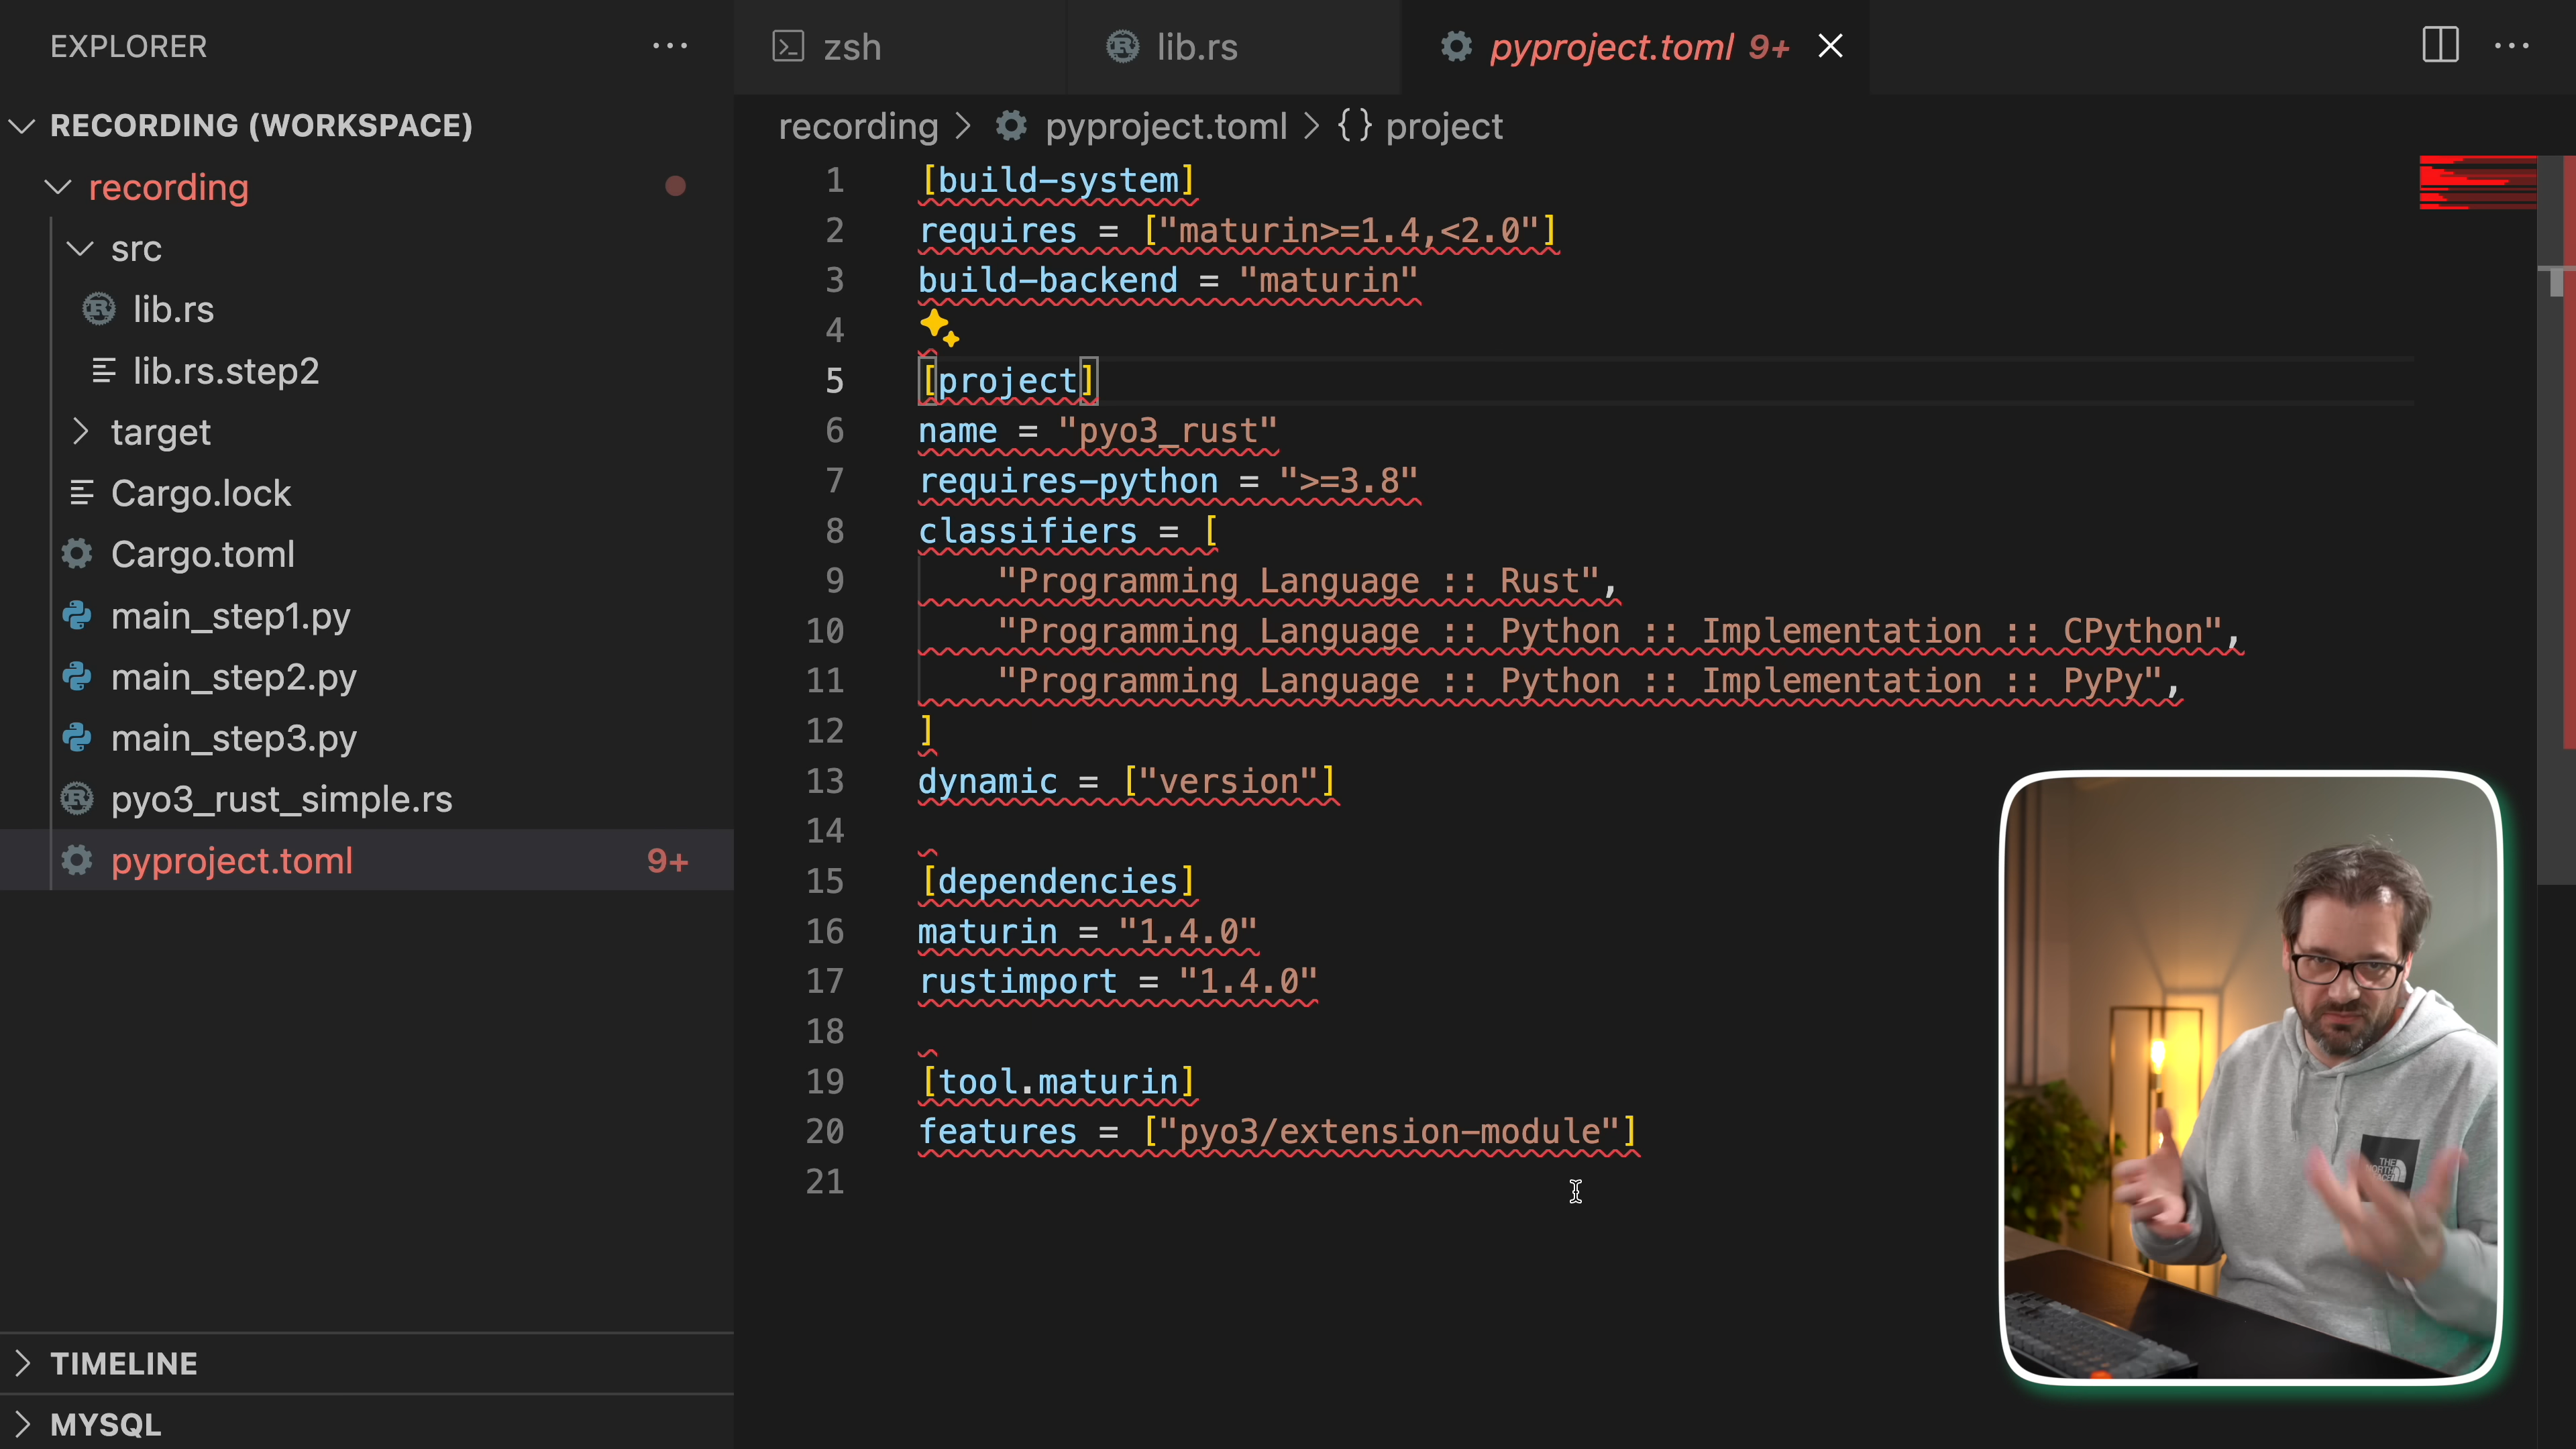 EXPLORER
RECORDING (WORKSPACE)
recording
src
lib.rs
lib.rs.step2
target
Cargo.lock
Cargo.toml
main_step1.py
main_step2.py
main_step3.py
pyo3_rust_simple.rs
pyproject.toml 9+
TIMELINE
MYSQL
zsh
lib.rs
pyproject.toml 9+
recording > pyproject.toml > {} project
1 [build-system]
2 requires = ["maturin>=1.4,<2.0"]
3 build-backend = "maturin"
4
5 [project]
6 name = "pyo3_rust"
7 requires-python = ">=3.8"
8 classifiers = [
9 "Programming Language :: Rust",
10 "Programming Language :: Python :: Implementation :: CPython",
11 "Programming Language :: Python :: Implementation :: PyPy",
12 ]
13 dynamic = ["version"]
14
15 [dependencies]
16 maturin = "1.4.0"
17 rustimport = "1.4.0"
18
19 [tool.maturin]
20 features = ["pyo3/extension-module"]
21
THE
NORTH
FACE